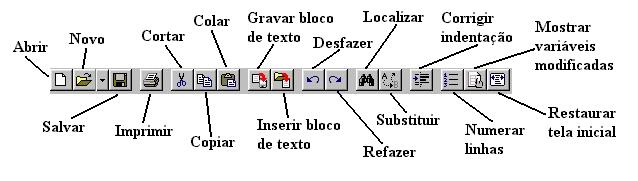 Abrir
Novo
Cortar
Colar
Gravar bloco
de texto
Desfazer
Localizar
Corrigir
indentação
Mostrar
variáveis
modificadas
Salvar
Imprimir
Copiar
Inserir bloco
de texto
Refazer
Substituir
Numerar
linhas
Restaurar
tela inicial